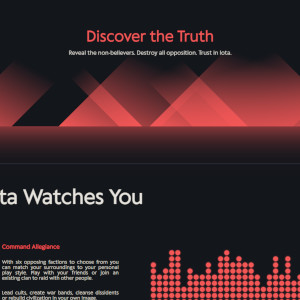 Discover the Truth
Reveal the non-believers. Destroy all opposition. Trust in Iota.
ta Watches You
Command Allegiance
With six opposing factions to choose from you
can match your surroundings to your personal
play style. Play with your friends or join an
existing clan to raid with other people.
Lead cults, create war bands, cleanse dissidents
or rebuild civilization in your own image.